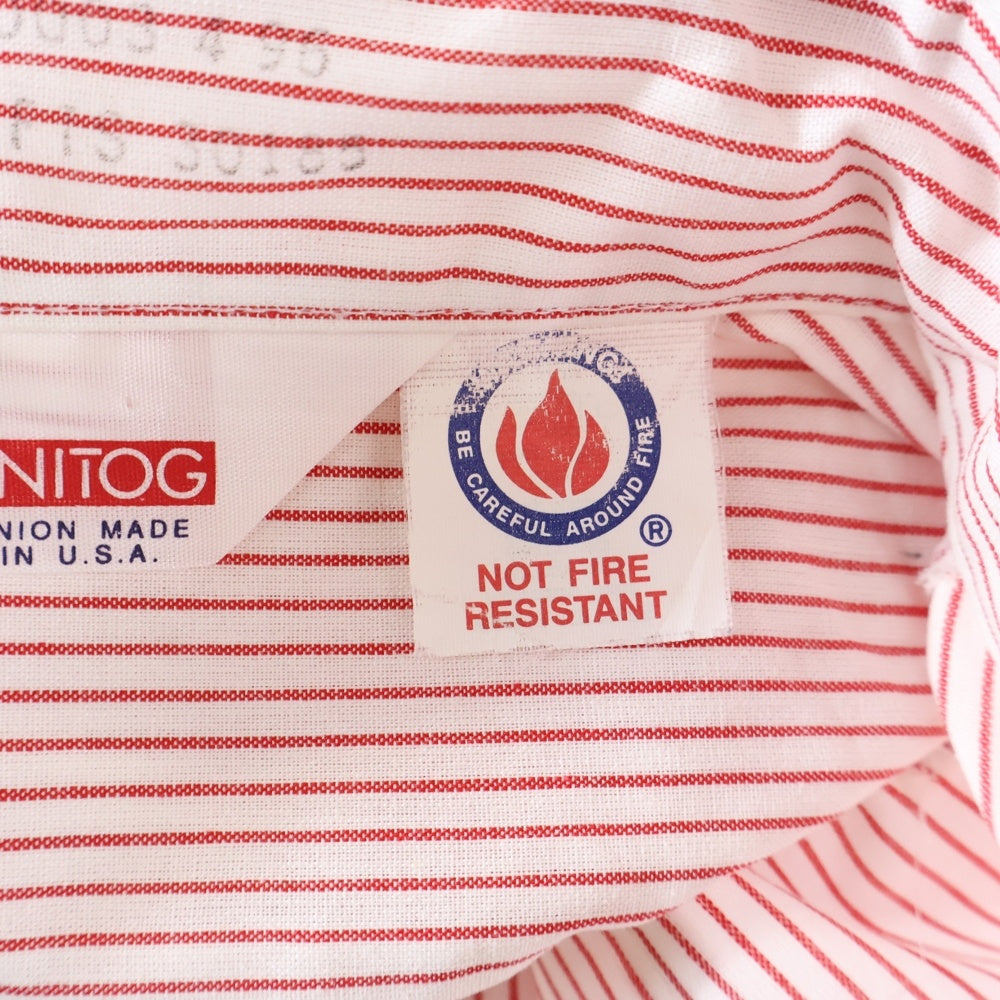 NITOG
NION MADE
IN U.S.A.
BE CAREFUL AROUND FIRE
®
NOT FIRE
RESISTANT